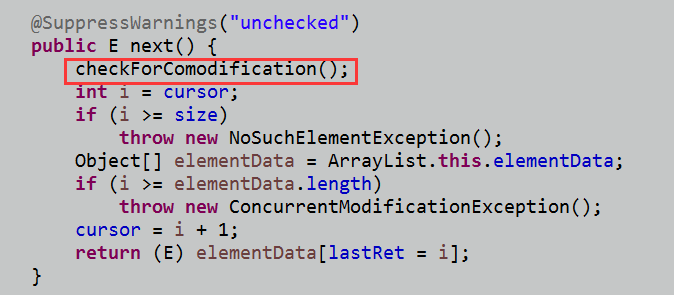 @SuppressWarnings("unchecked")
public E next() {
checkForComodification();
int i = cursor;
if (i >= size)
throw new NoSuchElementException();
Object[] elementData = ArrayList.this.elementData;
if (i >= elementData.length)
throw new ConcurrentModificationException();
cursor = i + 1;
return (E) elementData[lastRet = i];
}